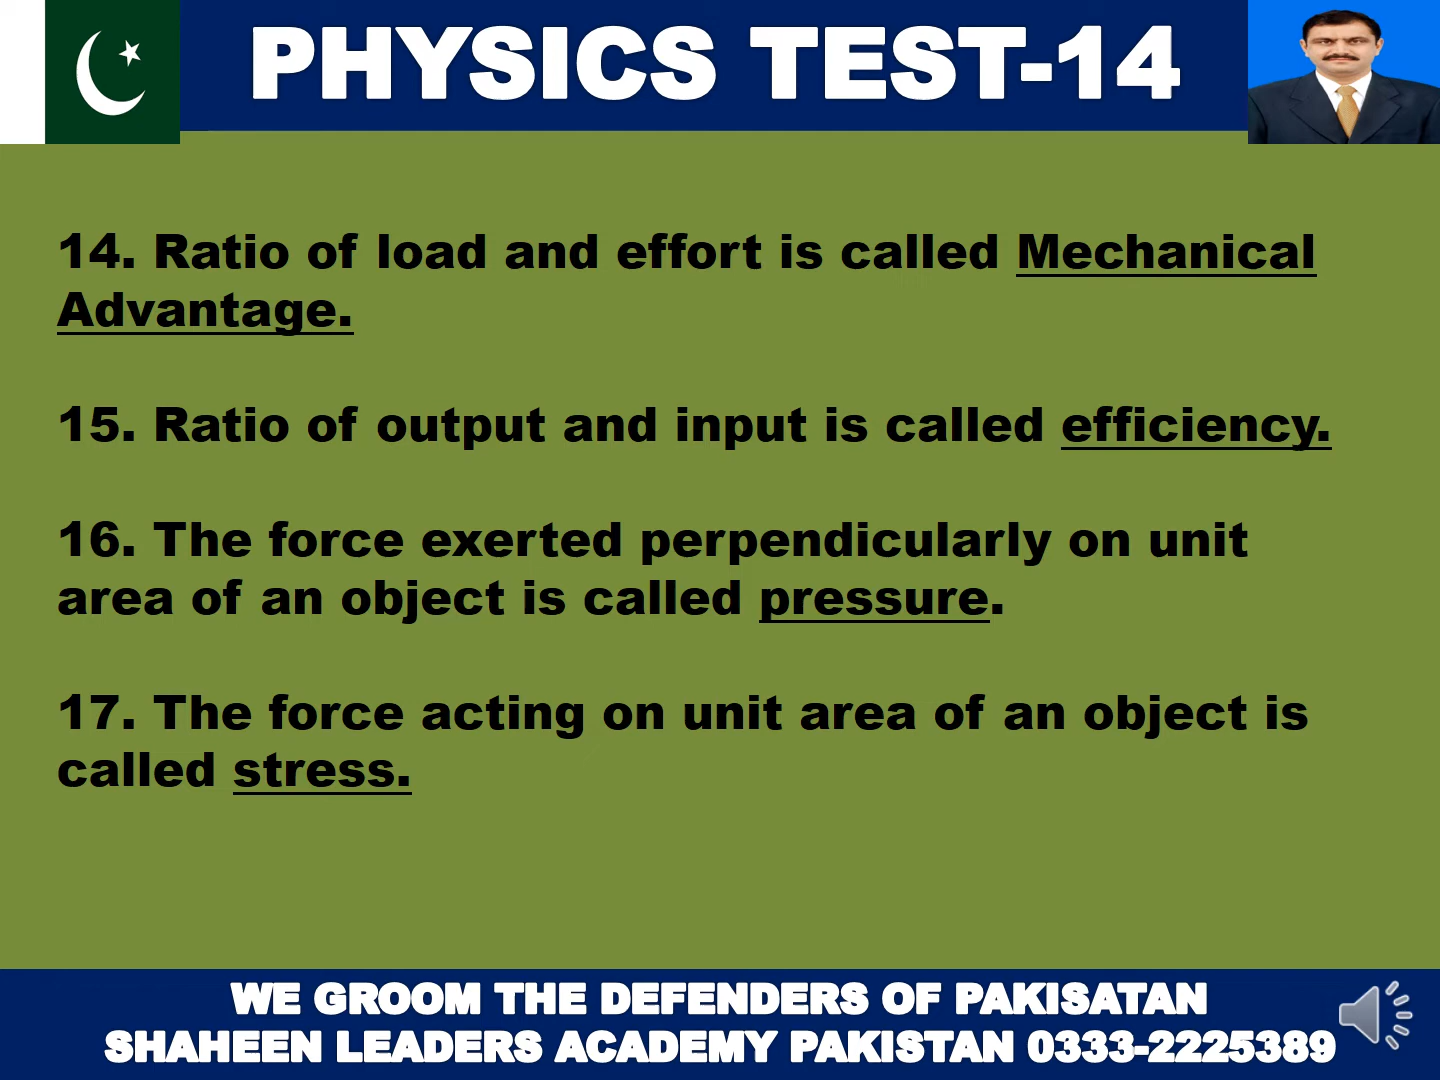 PHYSICS TEST-14
14. Ratio of load and effort is called Mechanical
Advantage.
15. Ratio of output and input is called efficiency.
16. The force exerted perpendicularly on unit
area of an object is called pressure.
17. The force acting on unit area of an object is
called stress.
WE GROOM THE DEFENDERS OF PAKISATAN
SHAHEEN LEADERS ACADEMY PAKISTAN 0333-2225389